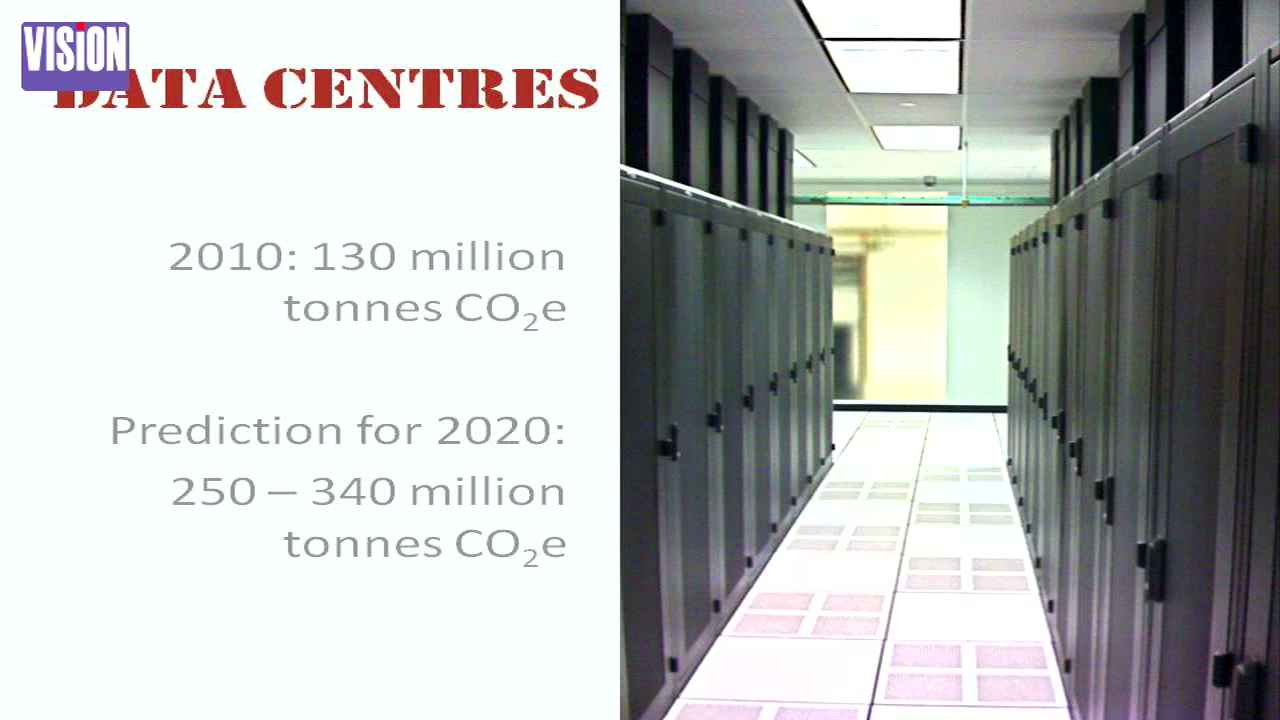 VISION
DATA CENTRES
2010: 130 million
tonnes CO₂e
Prediction for 2020:
250 – 340 million
tonnes CO₂e